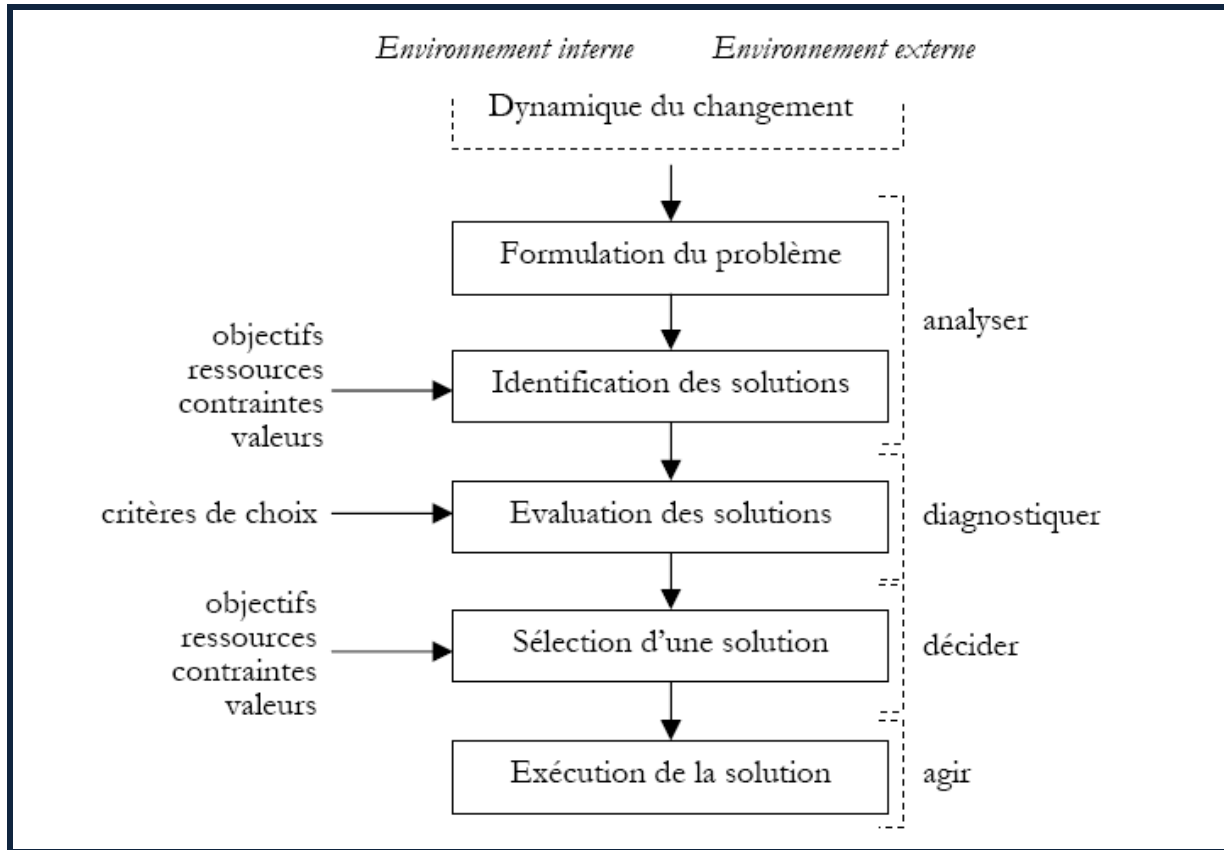 Environnement interne Environnement externe
Dynamique du changement
Formulation du problème
analyser
objectifs
ressources
contraintes
valeurs
Identification des solutions
critères de choix
Evaluation des solutions
diagnostiquer
objectifs
ressources
contraintes
valeurs
Sélection d'une solution
décider
Exécution de la solution
agir